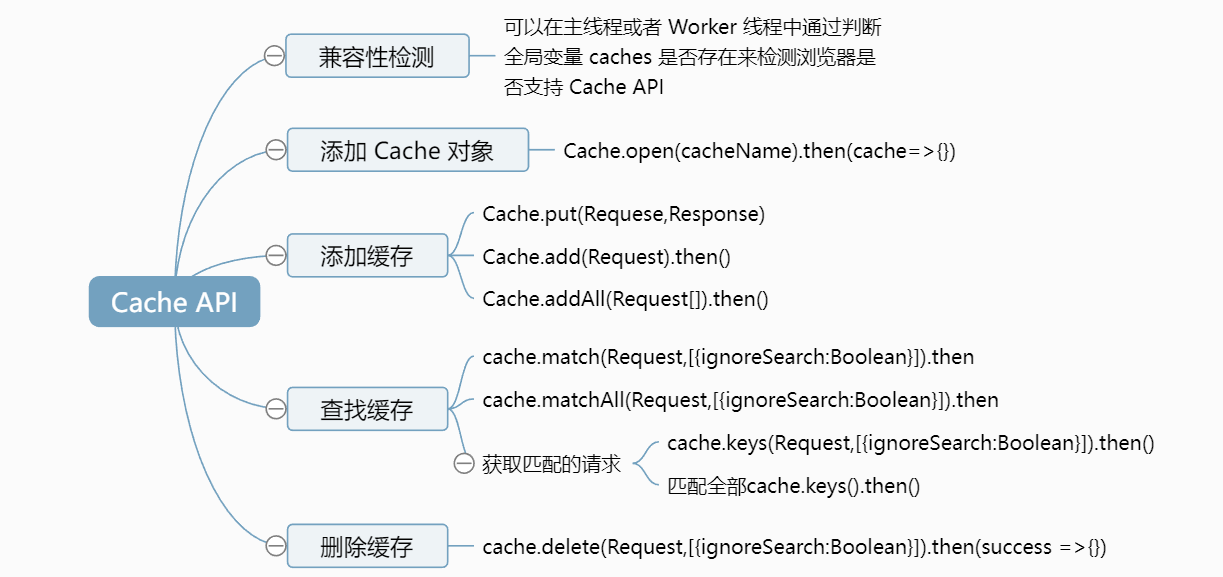 Cache API
兼容性检测
可以在主线程或者 Worker 线程中通过判断
全局变量 caches 是否存在来检测浏览器是
否支持 Cache API
添加 Cache 对象
Cache.open(cacheName).then(cache=>{})
添加缓存
Cache.put(Requese,Response)
Cache.add(Request).then()
Cache.addAll(Request[]).then()
查找缓存
cache.match(Request,[{ignoreSearch:Boolean}]).then
cache.matchAll(Request,[{ignoreSearch:Boolean}]).then
获取匹配的请求
cache.keys(Request,[{ignoreSearch:Boolean}]).then()
匹配全部cache.keys().then()
删除缓存
cache.delete(Request,[{ignoreSearch:Boolean}]).then(success =>{})